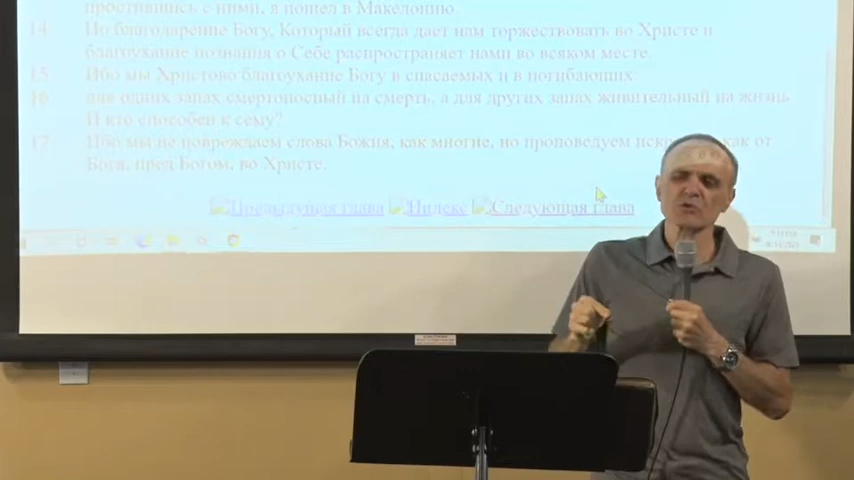 простившись с ними, я пошел в Македонию.
14 Но благодарение Богу, Который всегда дает нам торжествовать во Христе и
благоухание познания о Себе распространяет нами во всяком месте.
15 Ибо мы Христово благоухание Богу в спасаемых и в погибающих:
16 для одних запах смертоносный на смерть, а для других запах живительный на жизнь.
И кто способен к сему?
17 Ибо мы не повреждаем слова Божия, как многие, но проповедуем искре как от
Бога, пред Богом, во Христе.
Предыдущая глава Индекс Следующая глава